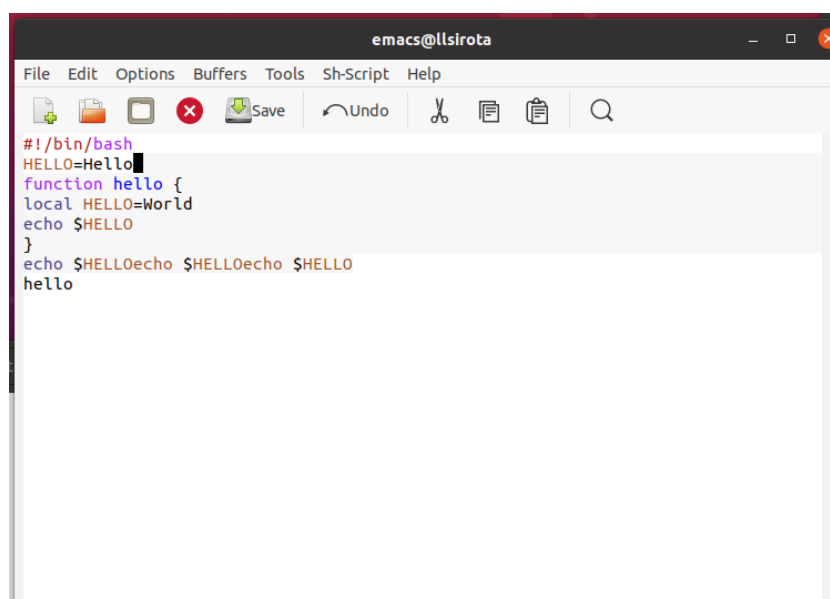 emacs@llsirota
File Edit Options Buffers Tools Sh-Script Help
Save Undo
#!/bin/bash
HELLO=Hello
function hello {
local HELLO=World
echo $HELLO
}
echo $HELLOecho $HELLOecho $HELLO
hello